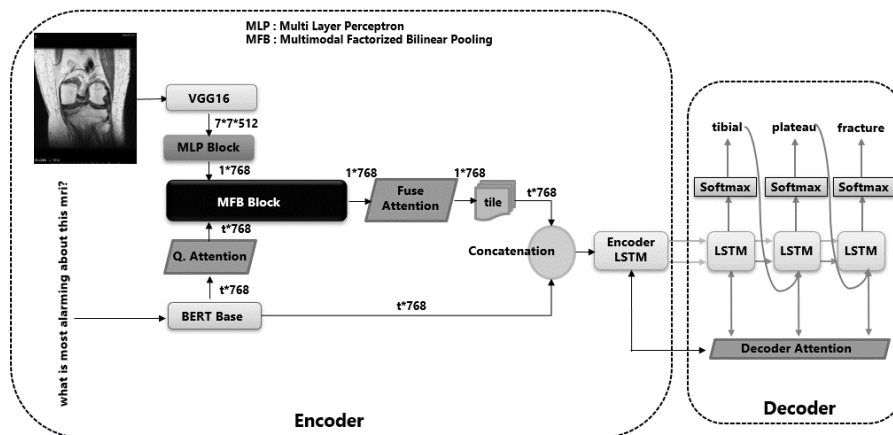 MLP : Multi Layer Perceptron
MFB : Multimodal Factorized Bilinear Pooling
VGG16
7*7*512
MLP Block
1*768
MFB Block
1*768
Fuse
Attention
1*768
tile
t*768
t*768
Q. Attention
t*768
BERT Base
t*768
what is most alarming about this mri?
Concatenation
Encoder
LSTM
Encoder
tibial
plateau
fracture
Softmax
Softmax
Softmax
LSTM
LSTM
LSTM
Decoder Attention
Decoder